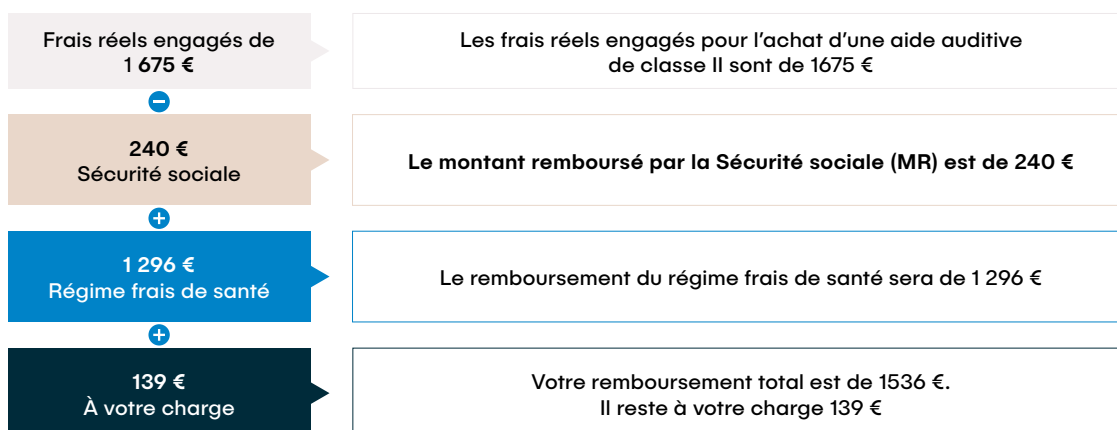 Frais réels engagés de
1 675 €
Les frais réels engagés pour l'achat d'une aide auditive
de classe II sont de 1675 €
240 €
Sécurité sociale
Le montant remboursé par la Sécurité sociale (MR) est de 240 €
1 296 €
Régime frais de santé
Le remboursement du régime frais de santé sera de 1 296 €
139 €
À votre charge
Votre remboursement total est de 1536 €.
Il reste à votre charge 139 €